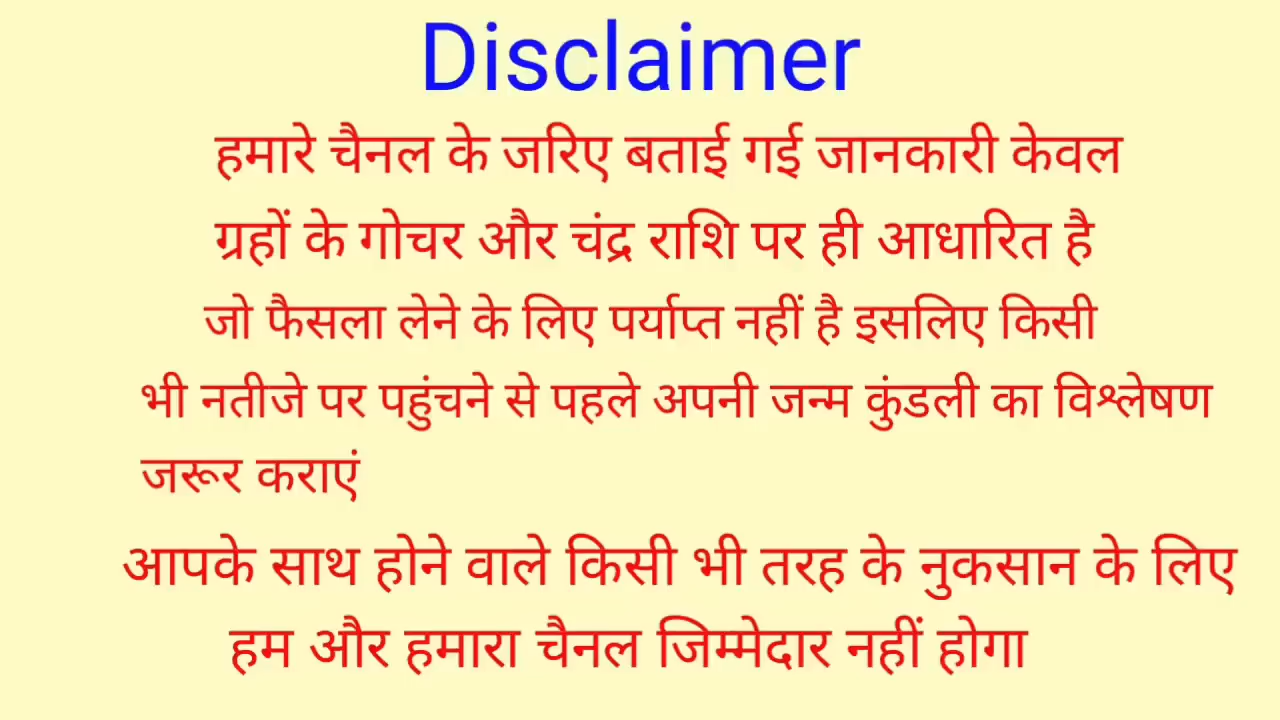 Disclaimer
हमारे चैनल के जरिए बताई गई जानकारी केवल
ग्रहों के गोचर और चंद्र राशि पर ही आधारित है
जो फैसला लेने के लिए पर्याप्त नहीं है इसलिए किसी
भी नतीजे पर पहुंचने से पहले अपनी जन्म कुंडली का विश्लेषण
जरूर कराएं
आपके साथ होने वाले किसी भी तरह के नुकसान के लिए
हम और हमारा चैनल जिम्मेदार नहीं होगा